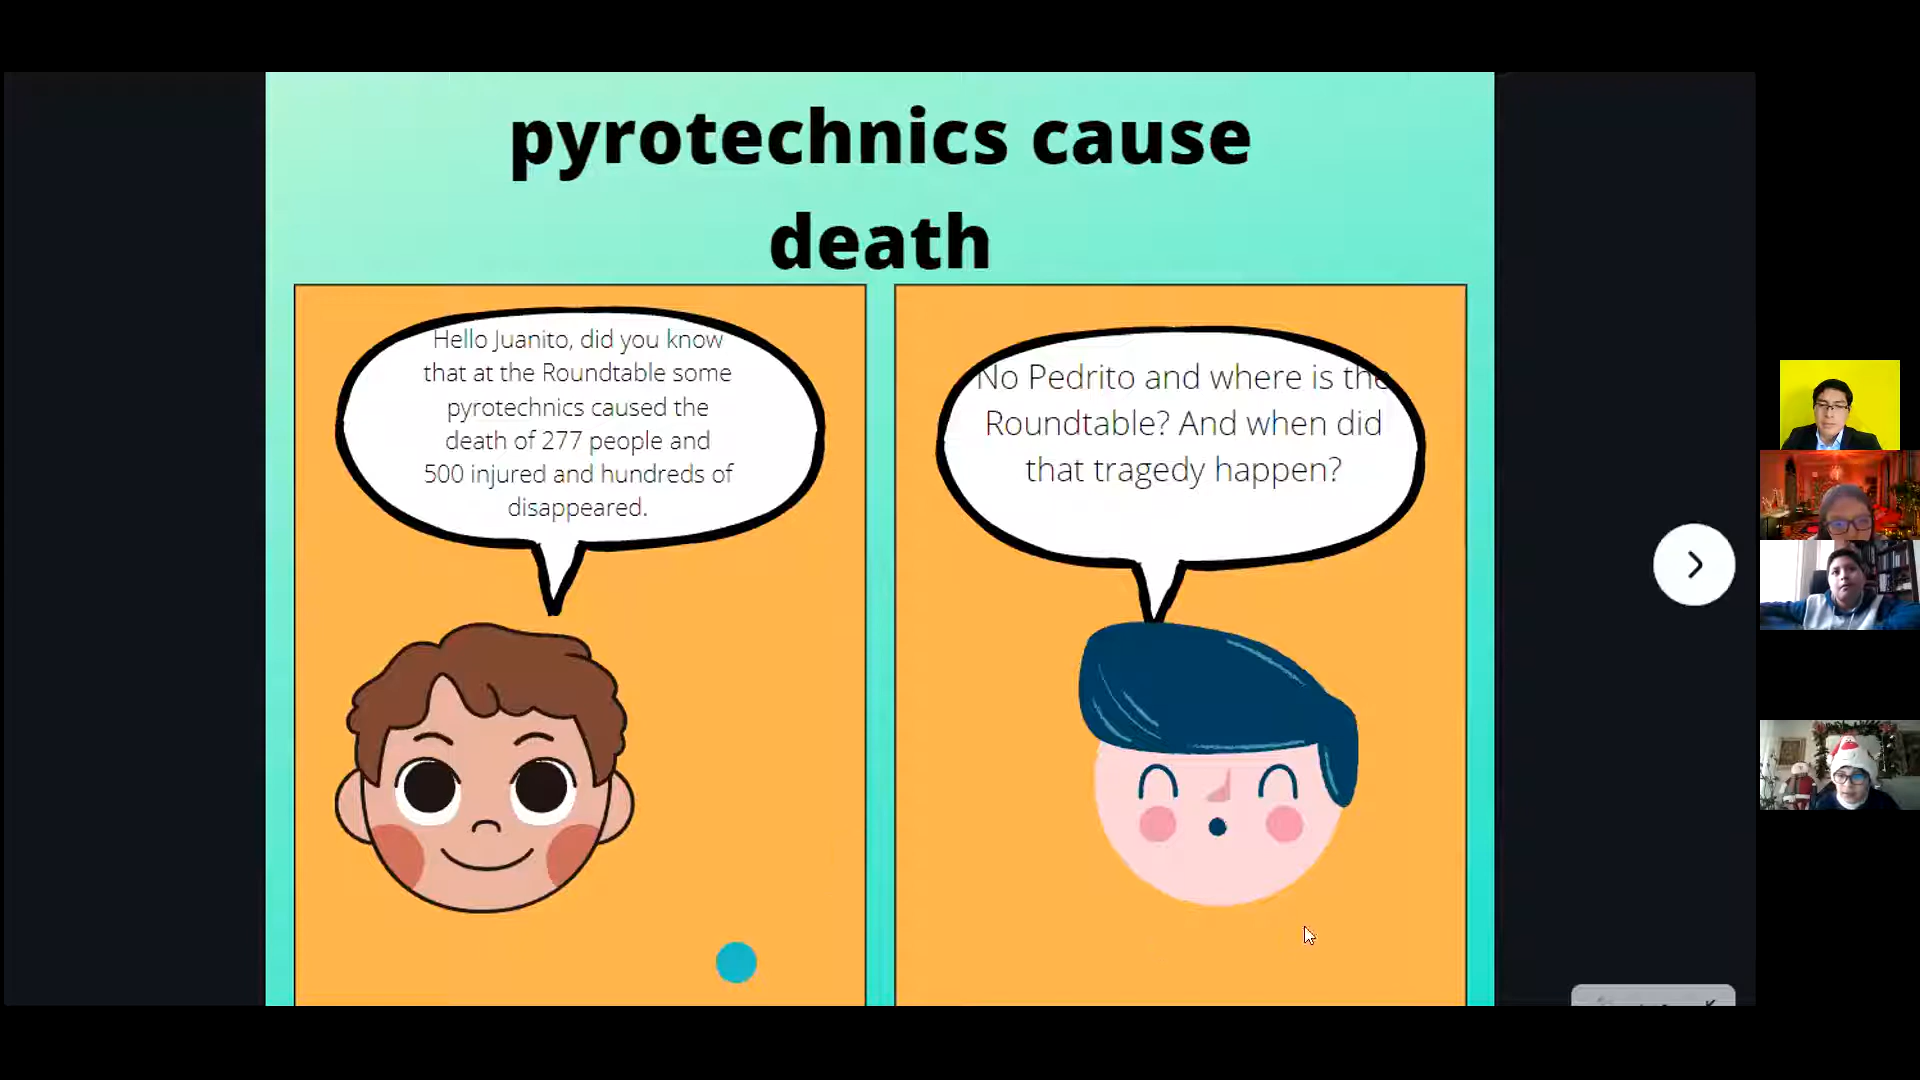 pyrotechnics cause
death
Hello Juanito, did you know
that at the Roundtable some
pyrotechnics caused the
death of 277 people and
500 injured and hundreds of
disappeared.
No Pedrito and where is the
Roundtable? And when did
that tragedy happen?